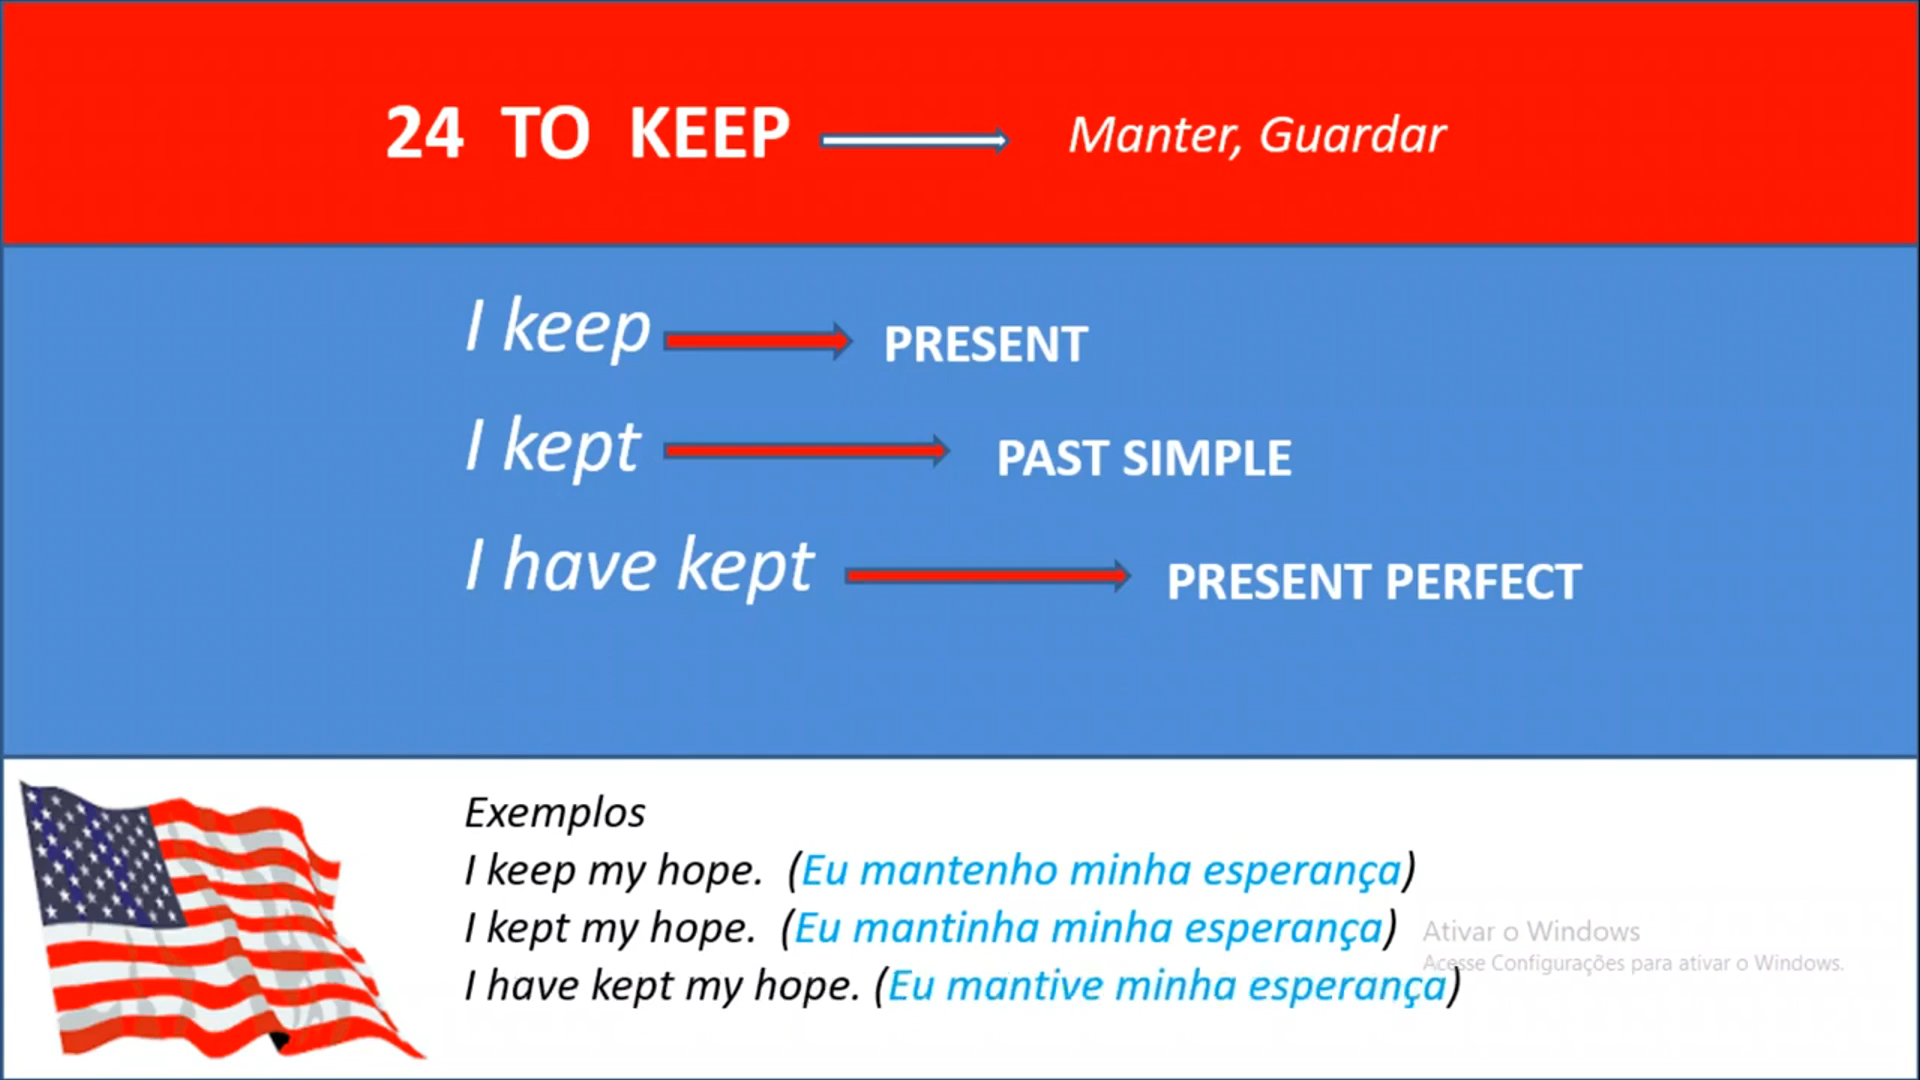 24 TO KEEP Manter, Guardar
I keep PRESENT
I kept PAST SIMPLE
I have kept PRESENT PERFECT
Exemplos
I keep my hope. (Eu mantenho minha esperança)
I kept my hope. (Eu mantinha minha esperança)
I have kept my hope. (Eu mantive minha esperança)
Ativar o Windows
Acesse Configurações para ativar o Windows.